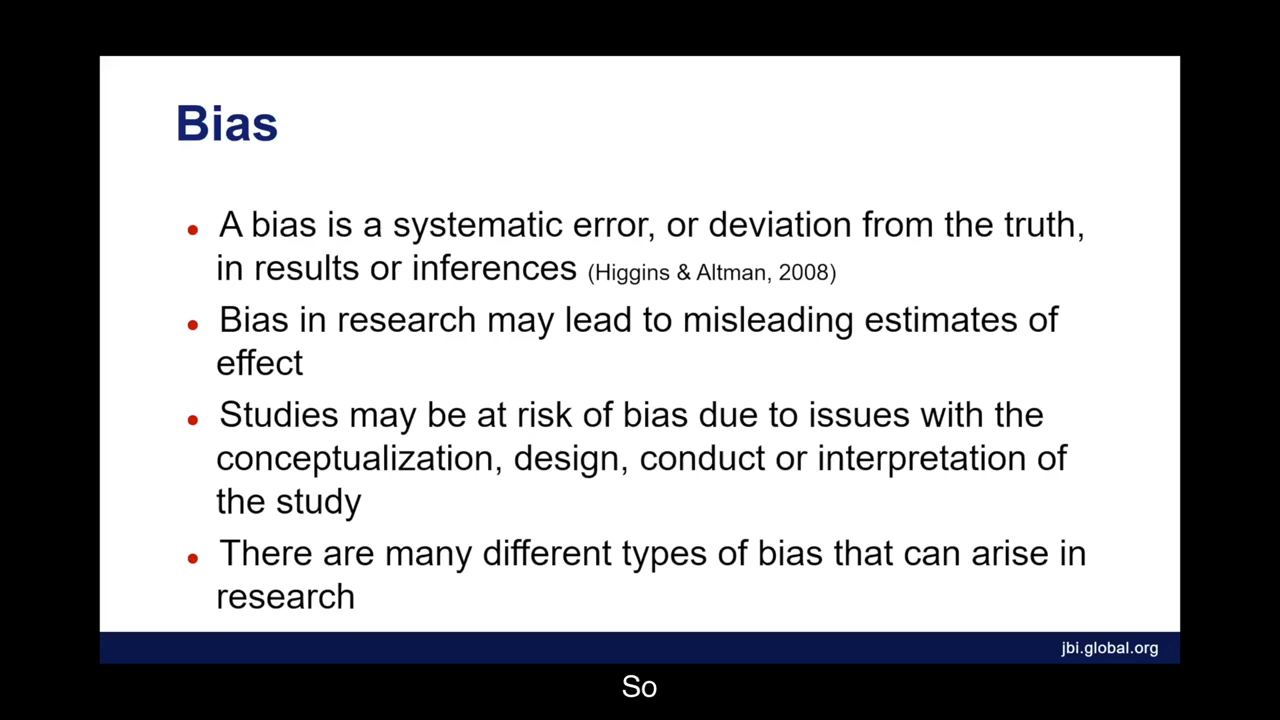 Bias
• A bias is a systematic error, or deviation from the truth,
in results or inferences (Higgins & Altman, 2008)
• Bias in research may lead to misleading estimates of
effect
• Studies may be at risk of bias due to issues with the
conceptualization, design, conduct or interpretation of
the study
• There are many different types of bias that can arise in
research
jbi.global.org
So